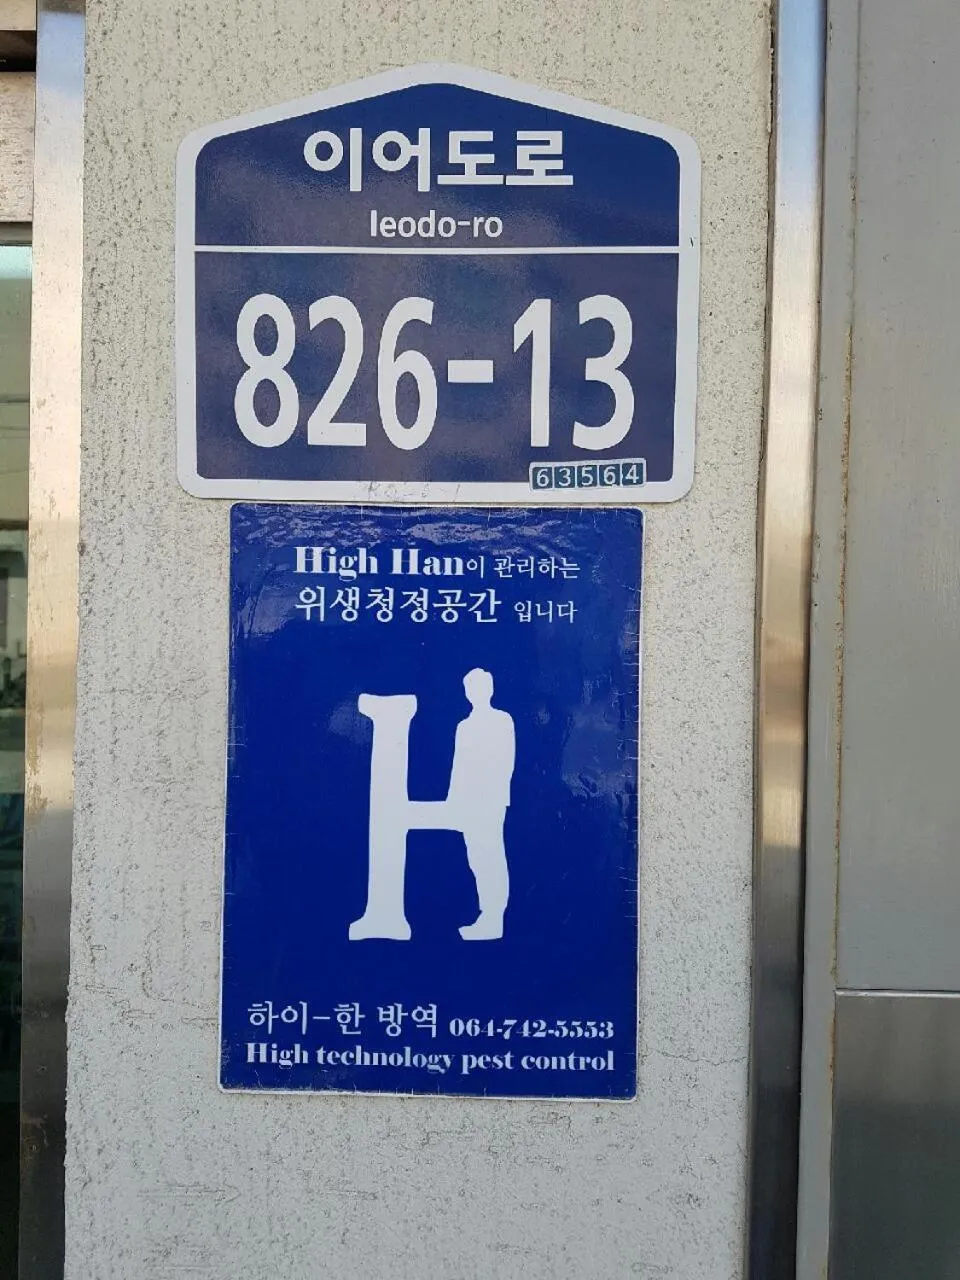 이어도로
Ieodo-ro
826-13
63564
High Han이 관리하는
위생청정공간 입니다
H
하이-한 방역 064-742-5553
High technology pest control